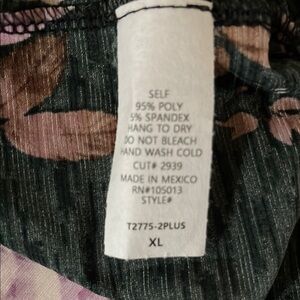 SELF
95% POLY
5% SPANDEX
HANG TO DRY
DO NOT BLEACH
HAND WASH COLD
CUT# 2939
MADE IN MEXICO
RN#105013
STYLE#
T2775-2PLUS
XL